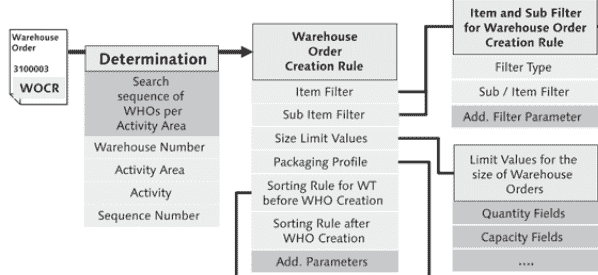 Warehouse
Order
3100003
WOCR
Determination
Search
sequence of
WHOs per
Activity Area
Warehouse Number
Activity Area
Activity
Sequence Number
Warehouse
Order
Creation Rule
Item Filter
Sub Item Filter
Size Limit Values
Packaging Profile
Sorting Rule for WT
before WHO Creation
Sorting Rule after
WHO Creation
Add. Parameters
Item and Sub Filter
for Warehouse Order
Creation Rule
Filter Type
Sub / Item Filter
Add. Filter Parameter
Limit Values for the
size of Warehouse
Orders
Quantity Fields
Capacity Fields
....